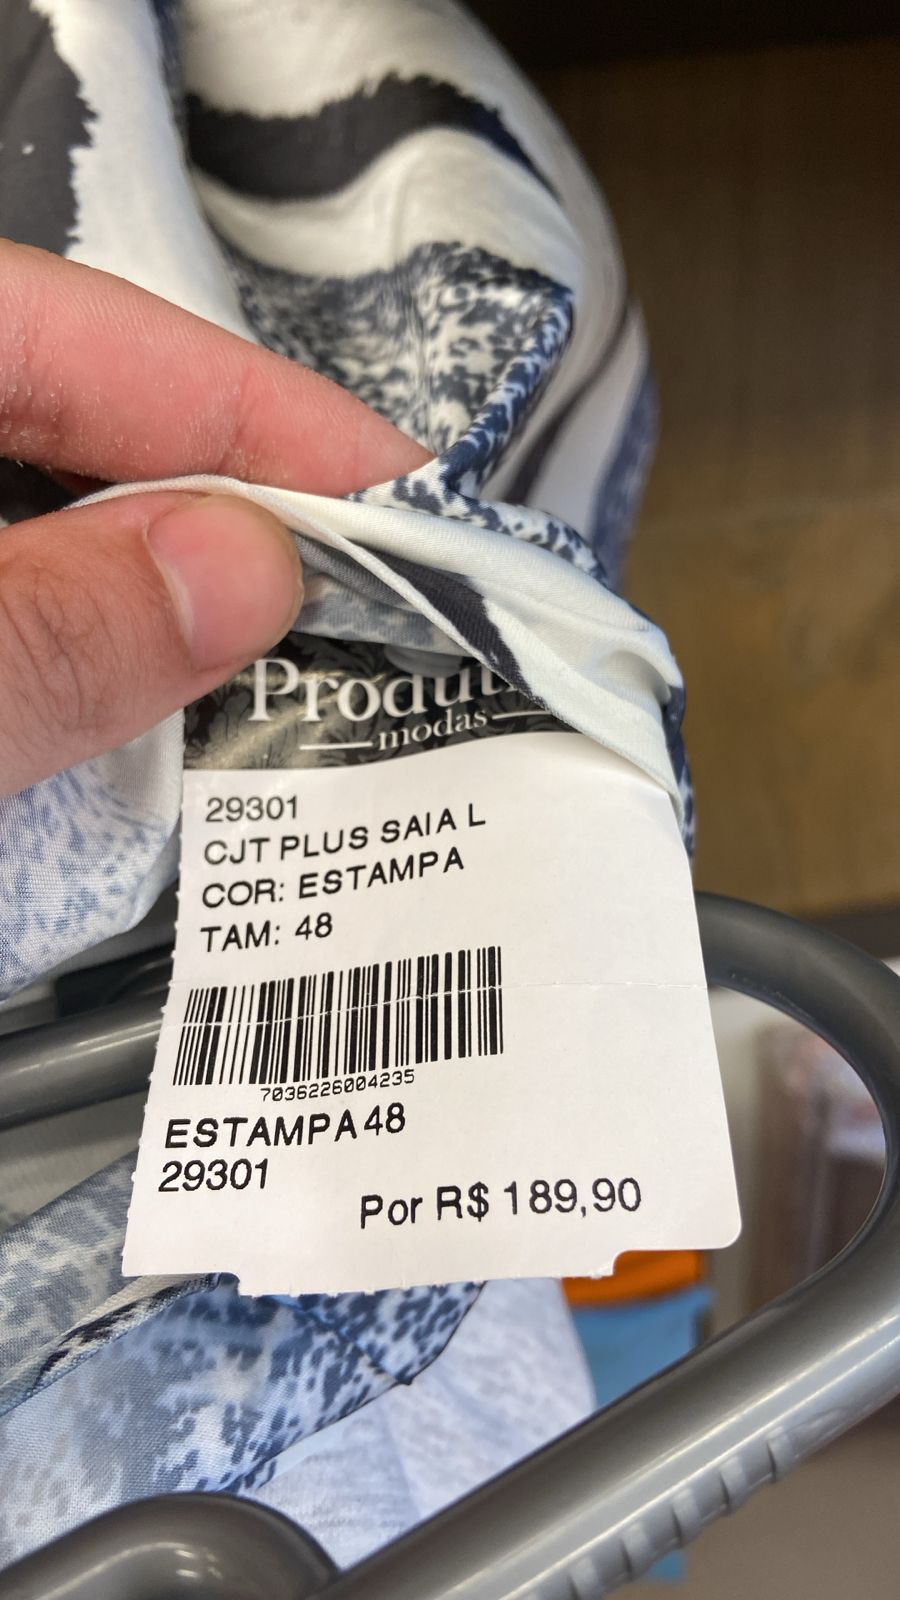 modas
29301
CJT PLUS SAIA L
COR: ESTAMPA
TAM: 48
7036226004235
ESTAMPA48
29301
Por R$ 189,90